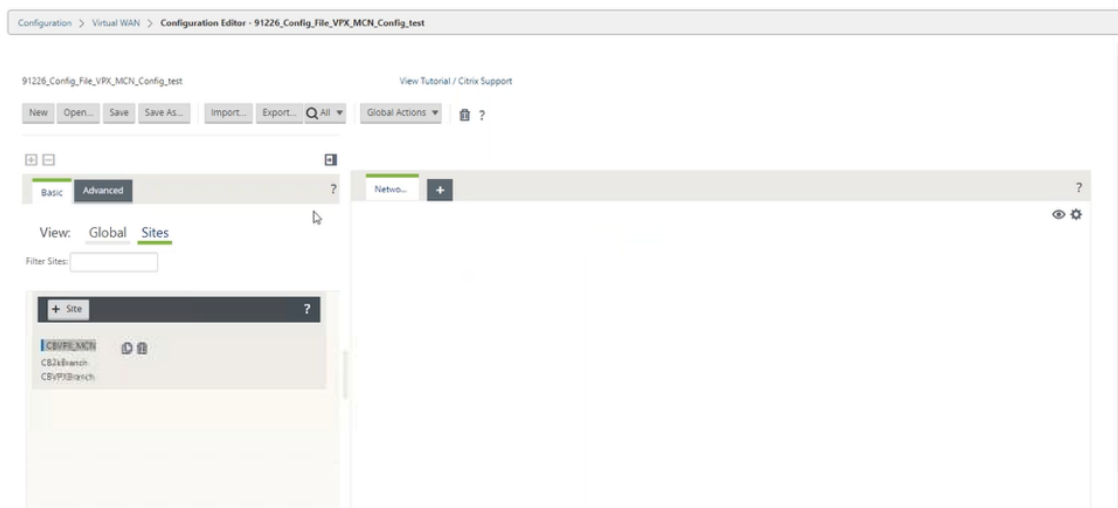 Configuration > Virtual WAN > Configuration Editor - 91226_Config_File_VPX_MCN_Config_test
91226_Config_File_VPX_MCN_Config_test View Tutorial / Citrix Support
New Open... Save Save As... Import... Export... All Global Actions ?
Basic Advanced ?
Netwo... + ?
View: Global Sites
Filter Sites:
+ Site ?
CB2kBranch
CBVPXBranch